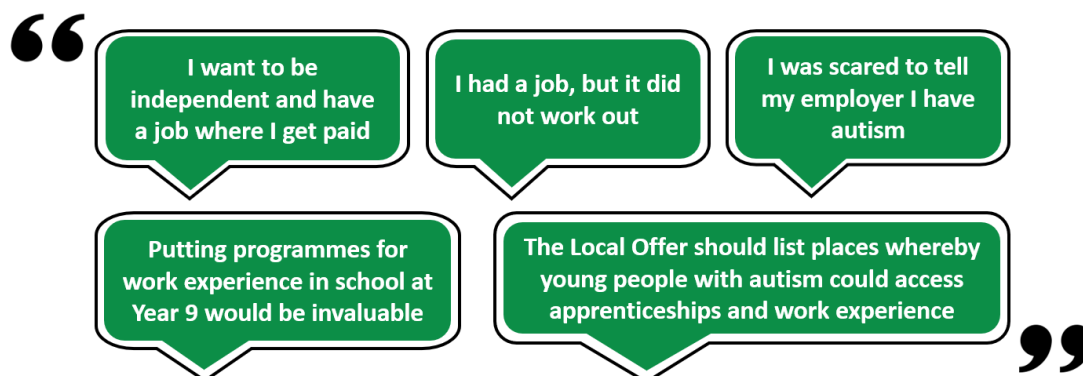 I want to be
independent and have
a job where I get paid
I had a job, but it did
not work out
I was scared to tell
my employer I have
autism
Putting programmes for
work experience in school at
Year 9 would be invaluable
The Local Offer should list places whereby
young people with autism could access
apprenticeships and work experience